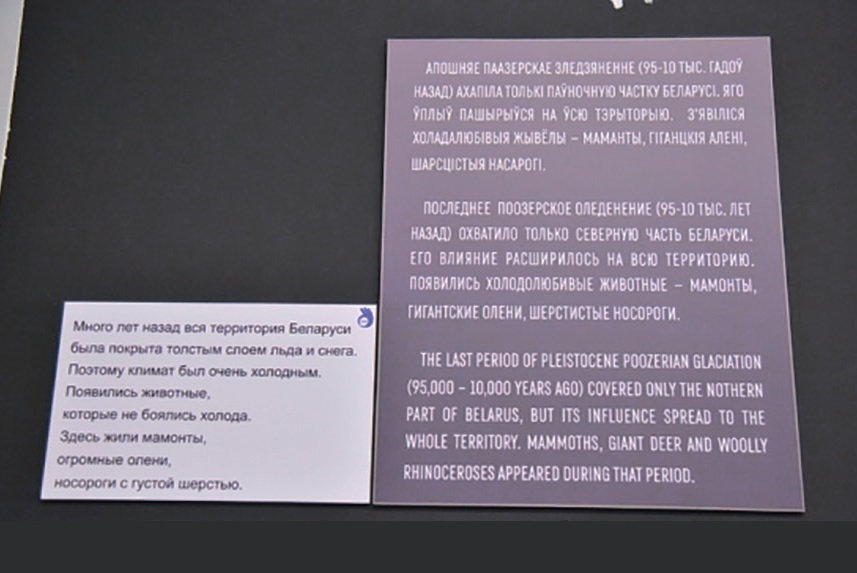 Много лет назад вся территория Беларуси
была покрыта толстым слоем льда и снега.
Поэтому климат был очень холодным.
Появились животные,
которые не боялись холода.
Здесь жили мамонты,
огромные олени,
носороги с густой шерстью.
АПОШНЯЕ ПААЗЕРСКАЕ ЗЛЕДЗЯНЕННЕ (95-10 ТЫС. ГАДОЎ
НАЗАД) АХАПІЛА ТОЛЬКІ ПАЎНОЧНУЮ ЧАСТКУ БЕЛАРУСІ. ЯГО
ЎПЛЫЎ ПАШЫРЫЎСЯ НА ЎСЮ ТЭРЫТОРЫЮ. З'ЯВІЛІСЯ
ХОЛАДАЛЮБІВЫЯ ЖЫВЁЛЫ – МАМАНТЫ, ГІГАНЦКІЯ АЛЕНІ,
ШАРСЦІСТЫЯ НАСАРОГІ.
ПОСЛЕДНЕЕ ПООЗЕРСКОЕ ОЛЕДЕНЕНИЕ (95-10 ТЫС. ЛЕТ
НАЗАД) ОХВАТИЛО ТОЛЬКО СЕВЕРНУЮ ЧАСТЬ БЕЛАРУСИ.
ЕГО ВЛИЯНИЕ РАСШИРИЛОСЬ НА ВСЮ ТЕРРИТОРИЮ.
ПОЯВИЛИСЬ ХОЛОДОЛЮБИВЫЕ ЖИВОТНЫЕ – МАМОНТЫ,
ГИГАНТСКИЕ ОЛЕНИ, ШЕРСТИСТЫЕ НОСОРОГИ.
THE LAST PERIOD OF PLEISTOCENE POOZERIAN GLACIATION
(95,000 – 10,000 YEARS AGO) COVERED ONLY THE NOTHERN
PART OF BELARUS, BUT ITS INFLUENCE SPREAD TO THE
WHOLE TERRITORY. MAMMOTHS, GIANT DEER AND WOOLLY
RHINOCEROSES APPEARED DURING THAT PERIOD.